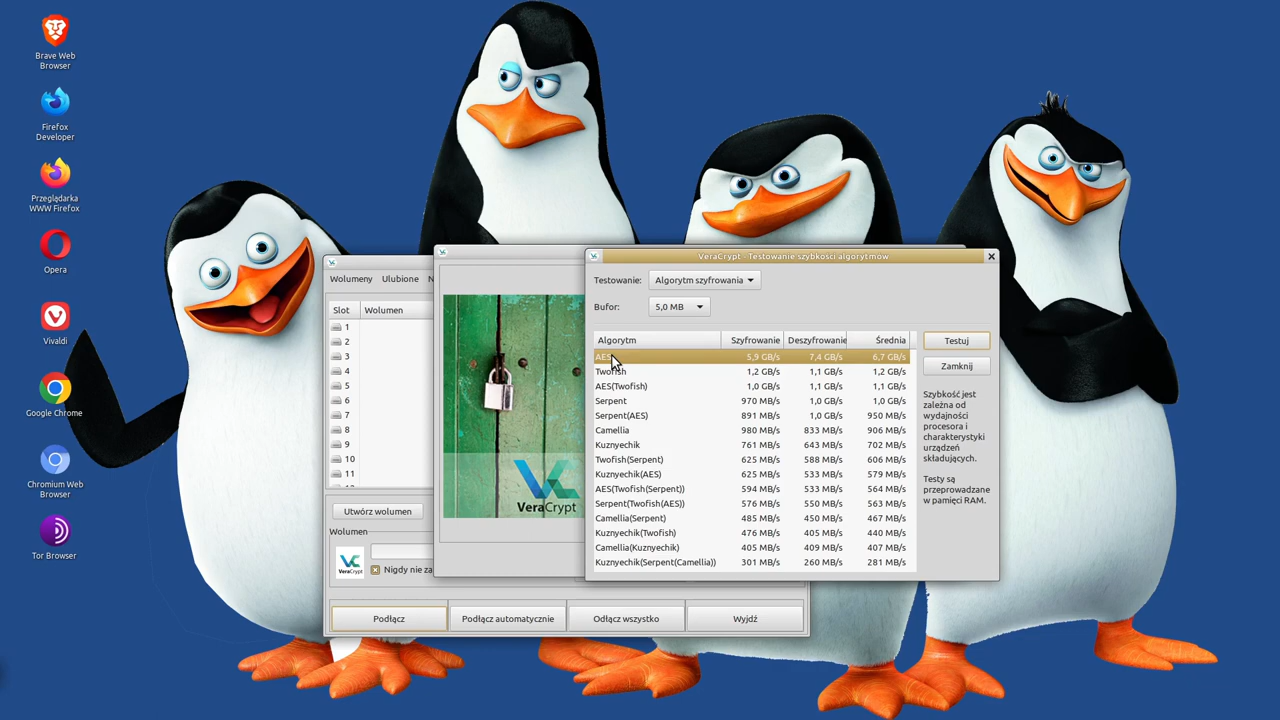 Brave Web
Browser
Firefox
Developer
Przeglądarka
WWW Firefox
Opera
Vivaldi
Google Chrome
Chromium Web
Browser
Tor Browser
Wolumeny Ulubione N
Slot Wolumen
1
2
3
4
5
6
7
8
9
10
11
Utwórz wolumen
Wolumen
VeraCrypt
Nigdy nie za
Podłącz Podłącz automatycznie Odłącz wszystko Wyjdź
VeraCrypt
VeraCrypt - Testowanie szybkości algorytmów
Testowanie: Algorytm szyfrowania
Bufor: 5,0 MB
Algorytm Szyfrowanie Deszyfrowanie Średnia
AES 5,9 GB/s 7,4 GB/s 6,7 GB/s
Twofish 1,2 GB/s 1,1 GB/s 1,2 GB/s
AES(Twofish) 1,0 GB/s 1,1 GB/s 1,1 GB/s
Serpent 970 MB/s 1,0 GB/s 1,0 GB/s
Serpent(AES) 891 MB/s 1,0 GB/s 950 MB/s
Camellia 980 MB/s 833 MB/s 906 MB/s
Kuznyechik 761 MB/s 643 MB/s 702 MB/s
Twofish(Serpent) 625 MB/s 588 MB/s 606 MB/s
Kuznyechik(AES) 625 MB/s 533 MB/s 579 MB/s
AES(Twofish(Serpent)) 594 MB/s 533 MB/s 564 MB/s
Serpent(Twofish(AES)) 576 MB/s 550 MB/s 563 MB/s
Camellia(Serpent) 485 MB/s 450 MB/s 467 MB/s
Kuznyechik(Twofish) 476 MB/s 405 MB/s 440 MB/s
Camellia(Kuznyechik) 405 MB/s 409 MB/s 407 MB/s
Kuznyechik(Serpent(Camellia)) 301 MB/s 260 MB/s 281 MB/s
Testuj
Zamknij
Szybkość jest
zależna od
wydajności
procesora i
charakterystyki
urządzeń
składujących.
Testy są
przeprowadzane
w pamięci RAM.